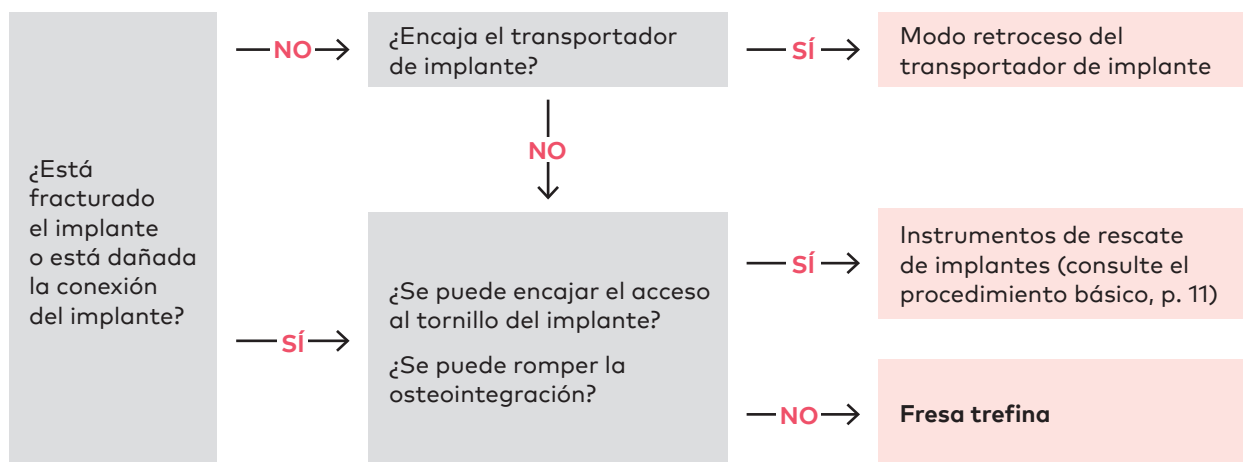 ¿Está
fracturado
el implante
o está dañada
la conexión
del implante?
NO
¿Encaja el transportador
de implante?
SÍ
Modo retroceso del
transportador de implante
NO
SÍ
¿Se puede encajar el acceso
al tornillo del implante?
¿Se puede romper la
osteointegración?
SÍ
Instrumentos de rescate
de implantes (consulte el
procedimiento básico, p. 11)
NO
Fresa trefina